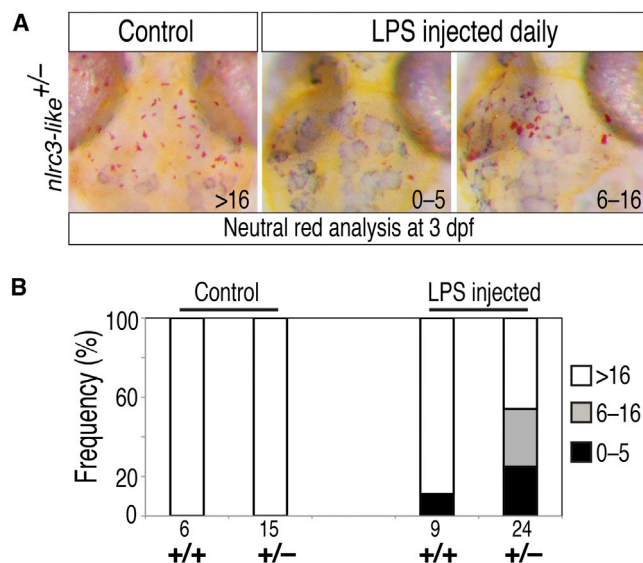 A
Control
LPS injected daily
nlrc3-like+/–
>16
0–5
6–16
Neutral red analysis at 3 dpf
B
Control
LPS injected
Frequency (%)
100
60
20
0
>16
6–16
0–5
6
15
9
24
+/+
+/–
+/+
+/–